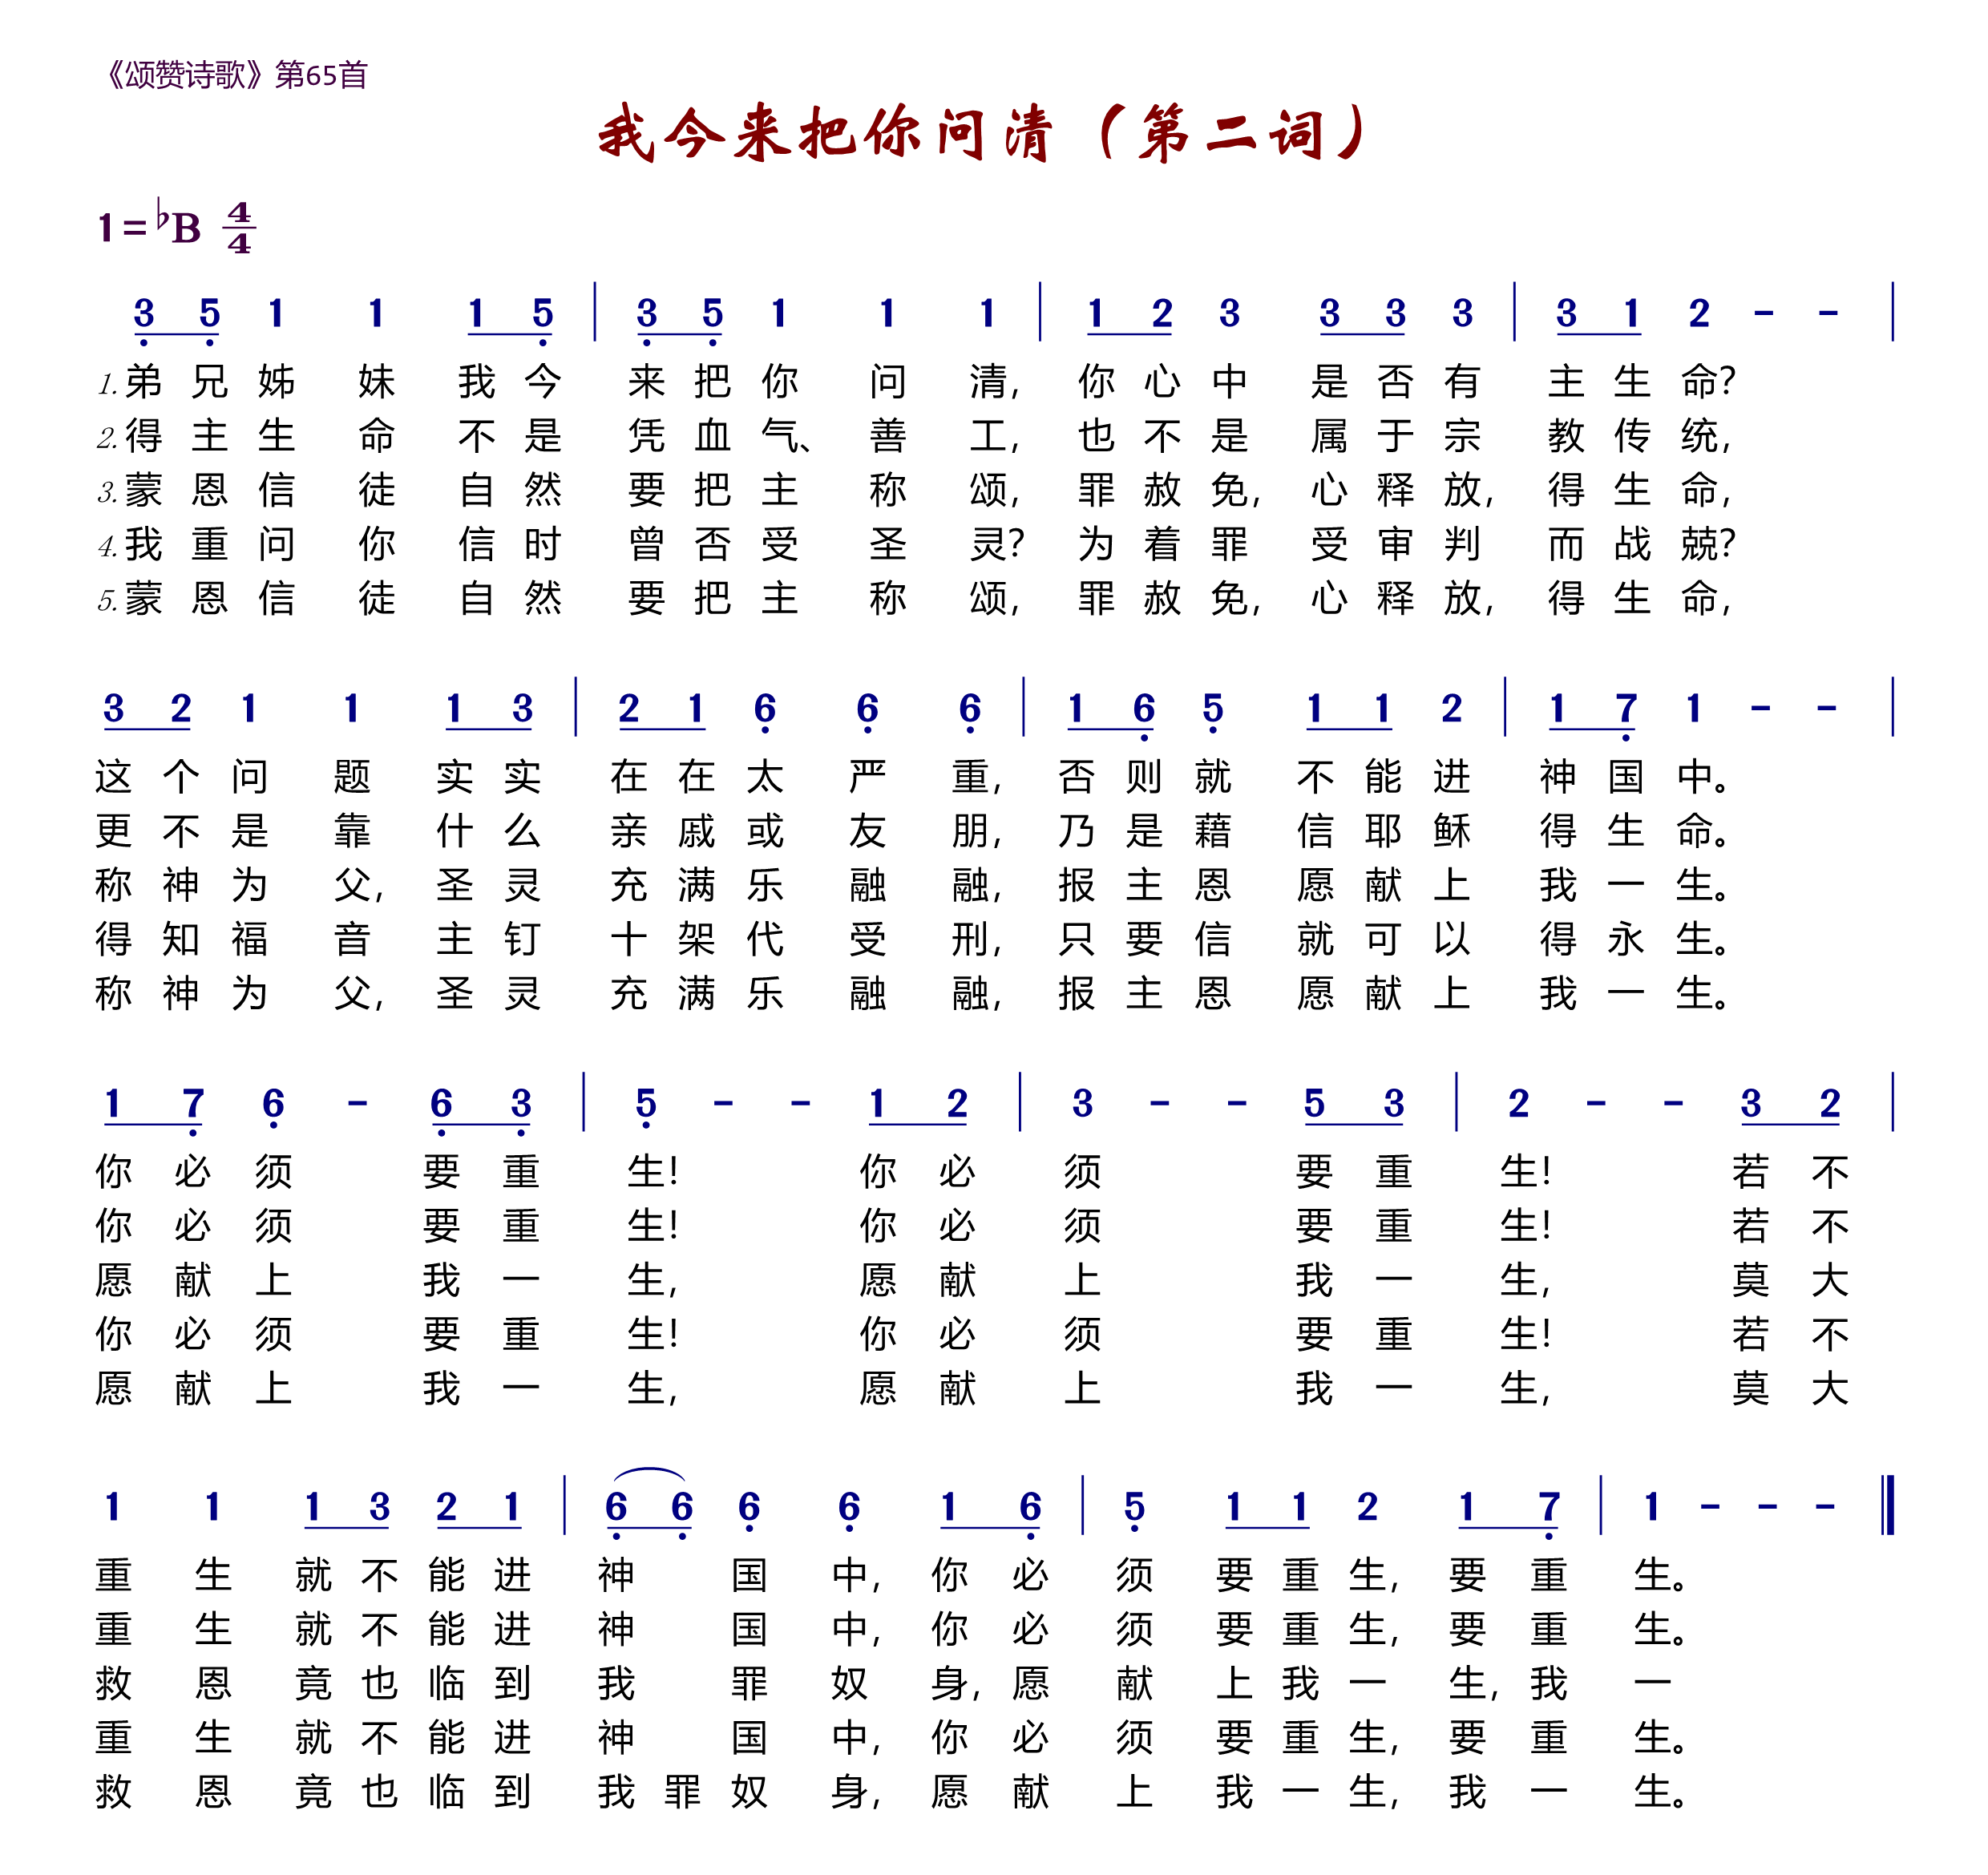 《颂赞诗歌》第65首
我今来把你问清（第二词）
1=♭B 4/4
3 5 1 1 1 5 | 3 5 1 1 1 | 1 2 3 3 3 3 | 3 1 2 - - |
1.弟兄姊妹我今来把你问清，你心中是否有主生命？
2.得主生命不是凭血气、善工，也不是属于宗教传统，
3.蒙恩信徒自然要把主称颂，罪赦免，心释放，得生命，
4.我重问你信时曾否受圣灵？为着罪受审判而战兢？
5.蒙恩信徒自然要把主称颂，罪赦免，心释放，得生命，
3 2 1 1 1 3 | 2 1 6 6 6 | 1 6 5 1 1 2 | 1 7 1 - - |
这个问题实实在在太严重，否则就不能进神国中。
更不是靠什么亲戚或友朋，乃是藉信耶稣得生命。
称神为父，圣灵充满乐融融，报主恩愿献上我一生。
得知福音主钉十架代受刑，只要信就可以得永生。
称神为父，圣灵充满乐融融，报主恩愿献上我一生。
1 7 6 - 6 3 | 5 - - 1 2 | 3 - - 5 3 | 2 - - 3 2 |
你必须要重生！你必须要重生！若不
你必须要重生！你必须要重生！若不
愿献上我一生，愿献上我一生，莫大
你必须要重生！你必须要重生！若不
愿献上我一生，愿献上我一生，莫大
1 1 1 3 2 1 | 6 6 6 6 1 6 | 5 1 1 2 1 7 | 1 - - - ‖
重生就不能进神国中，你必须要重生，要重生。
重生就不能进神国中，你必须要重生，要重生。
救恩竟也临到我罪奴身，愿献上我一生，我一
重生就不能进神国中，你必须要重生，要重生。
救恩竟也临到我罪奴身，愿献上我一生，我一生。